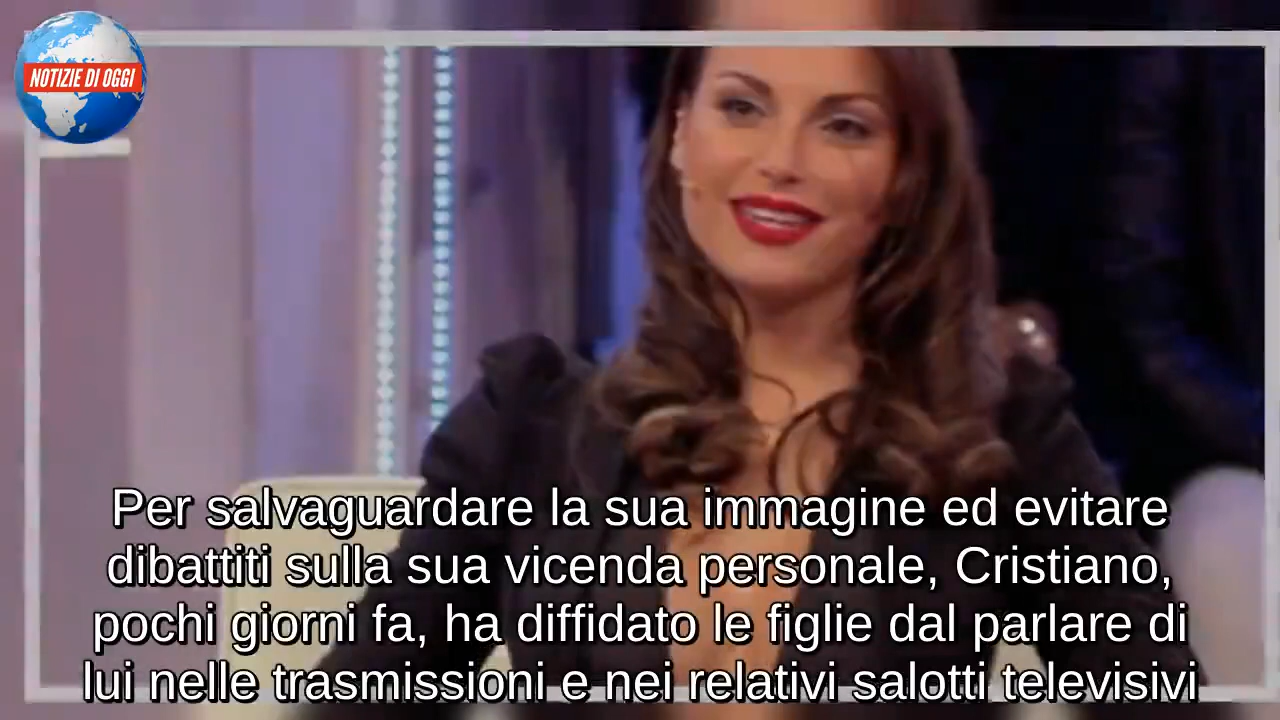 NOTIZIE DI OGGI
Per salvaguardare la sua immagine ed evitare
dibattiti sulla sua vicenda personale, Cristiano,
pochi giorni fa, ha diffidato le figlie dal parlare di
lui nelle trasmissioni e nei relativi salotti televisivi